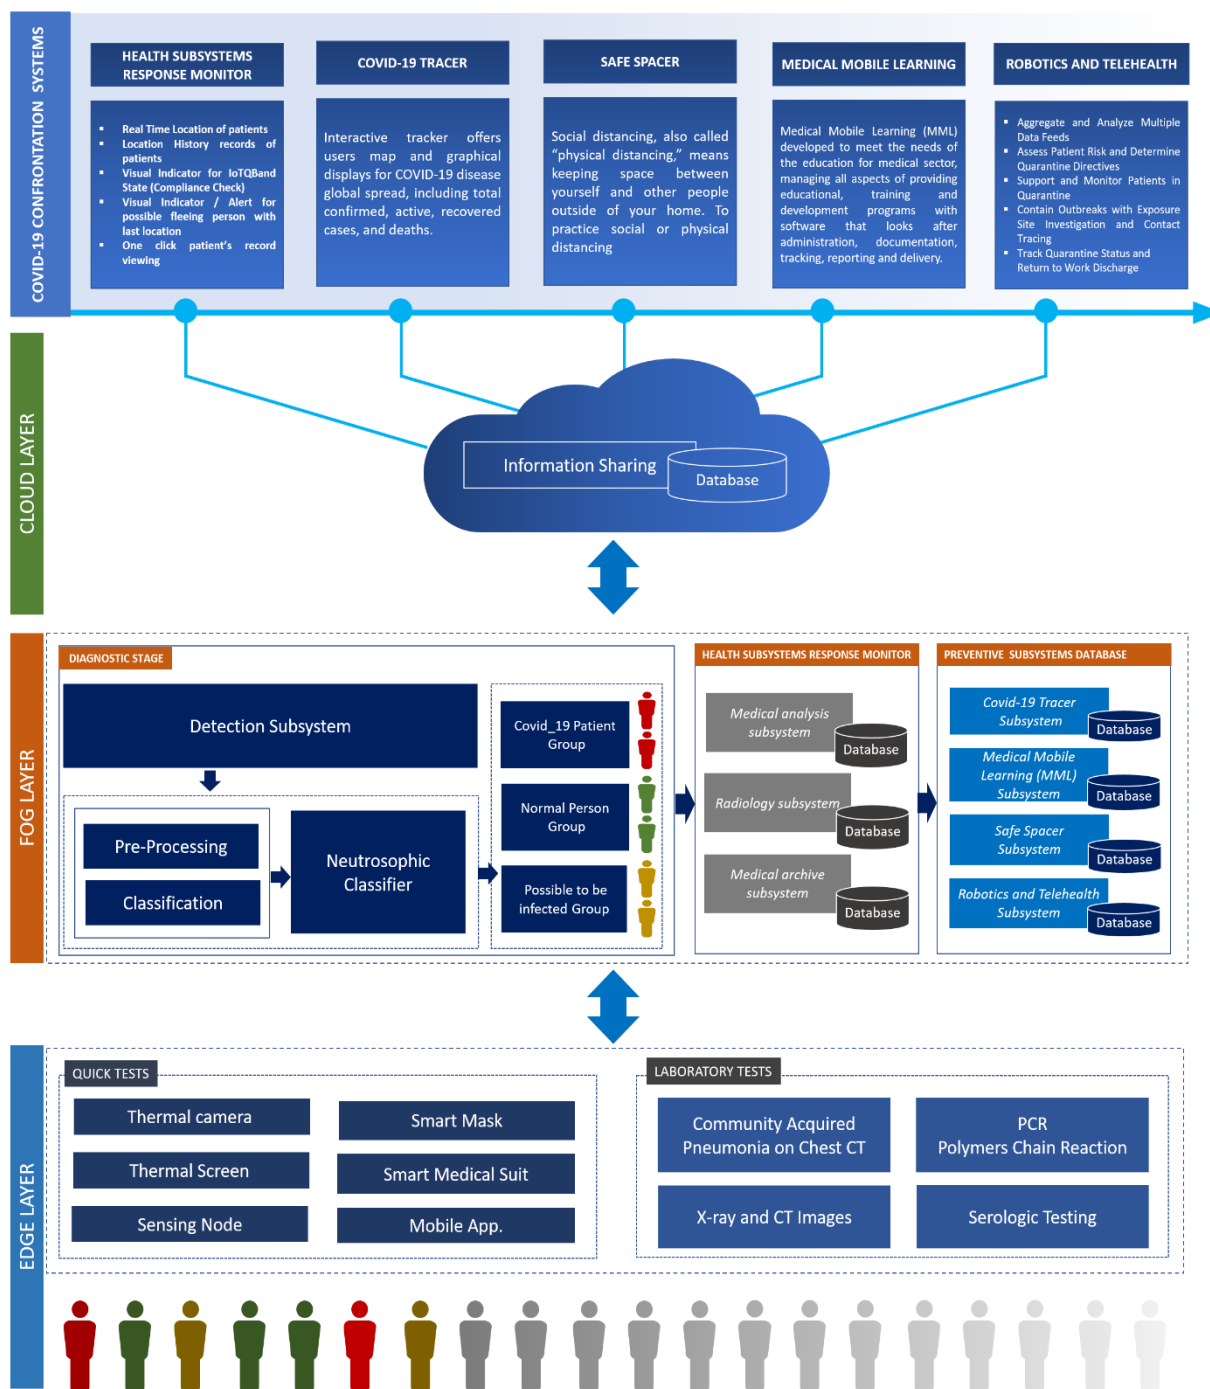 COVID-19 CONFRONTATION SYSTEMS
HEALTH SUBSYSTEMS
RESPONSE MONITOR
▪ Real Time Location of patients
▪ Location History records of
patients
▪ Visual Indicator for IoTQBand
State (Compliance Check)
▪ Visual Indicator / Alert for
possible fleeing person with
last location
▪ One click patient's record
viewing
COVID-19 TRACER
Interactive tracker offers
users map and graphical
displays for COVID-19 disease
global spread, including total
confirmed, active, recovered
cases, and deaths.
SAFE SPACER
Social distancing, also called
“physical distancing,” means
keeping space between
yourself and other people
outside of your home. To
practice social or physical
distancing
MEDICAL MOBILE LEARNING
Medical Mobile Learning (MML)
developed to meet the needs of
the education for medical sector,
managing all aspects of providing
educational, training and
development programs with
software that looks after
administration, documentation,
tracking, reporting and delivery.
ROBOTICS AND TELEHEALTH
▪ Aggregate and Analyze Multiple
Data Feeds
▪ Assess Patient Risk and Determine
Quarantine Directives
▪ Support and Monitor Patients in
Quarantine
▪ Contain Outbreaks with Exposure
Site Investigation and Contact
Tracing
▪ Track Quarantine Status and
Return to Work Discharge
CLOUD LAYER
Information Sharing
Database
FOG LAYER
DIAGNOSTIC STAGE
Detection Subsystem
Pre-Processing
Classification
Neutrosophic
Classifier
Covid_19 Patient
Group
Normal Person
Group
Possible to be
infected Group
HEALTH SUBSYSTEMS RESPONSE MONITOR
Medical analysis
subsystem
Database
Radiology subsystem
Database
Medical archive
subsystem
Database
PREVENTIVE SUBSYSTEMS DATABASE
Covid-19 Tracer
Subsystem
Database
Medical Mobile
Learning (MML)
Subsystem
Database
Safe Spacer
Subsystem
Database
Robotics and Telehealth
Subsystem
Database
EDGE LAYER
QUICK TESTS
Thermal camera
Thermal Screen
Sensing Node
Smart Mask
Smart Medical Suit
Mobile App.
LABORATORY TESTS
Community Acquired
Pneumonia on Chest CT
PCR
Polymers Chain Reaction
X-ray and CT Images
Serologic Testing